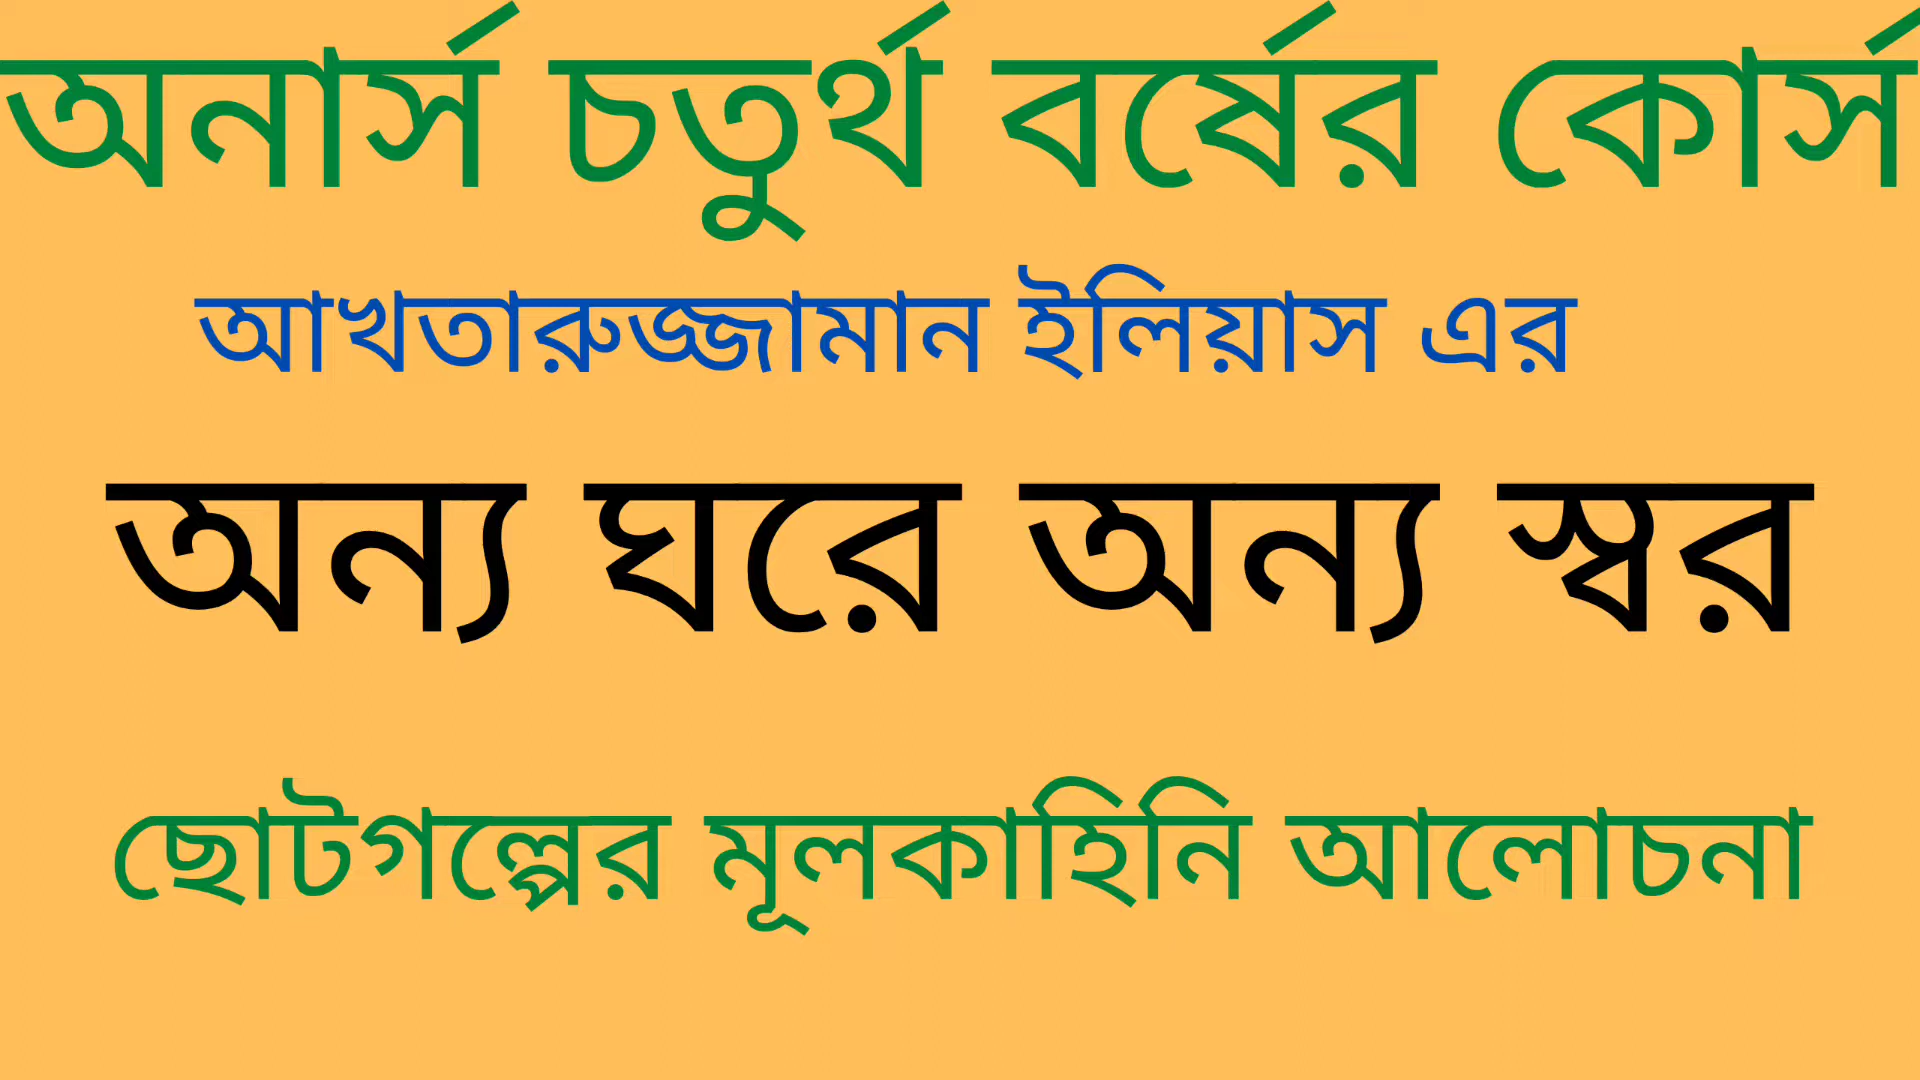 অনার্স চতুর্থ বর্ষের কোর্স
আখতারুজ্জামান ইলিয়াস এর
অন্য ঘরে অন্য স্বর
ছোটগল্পের মূলকাহিনি আলোচনা